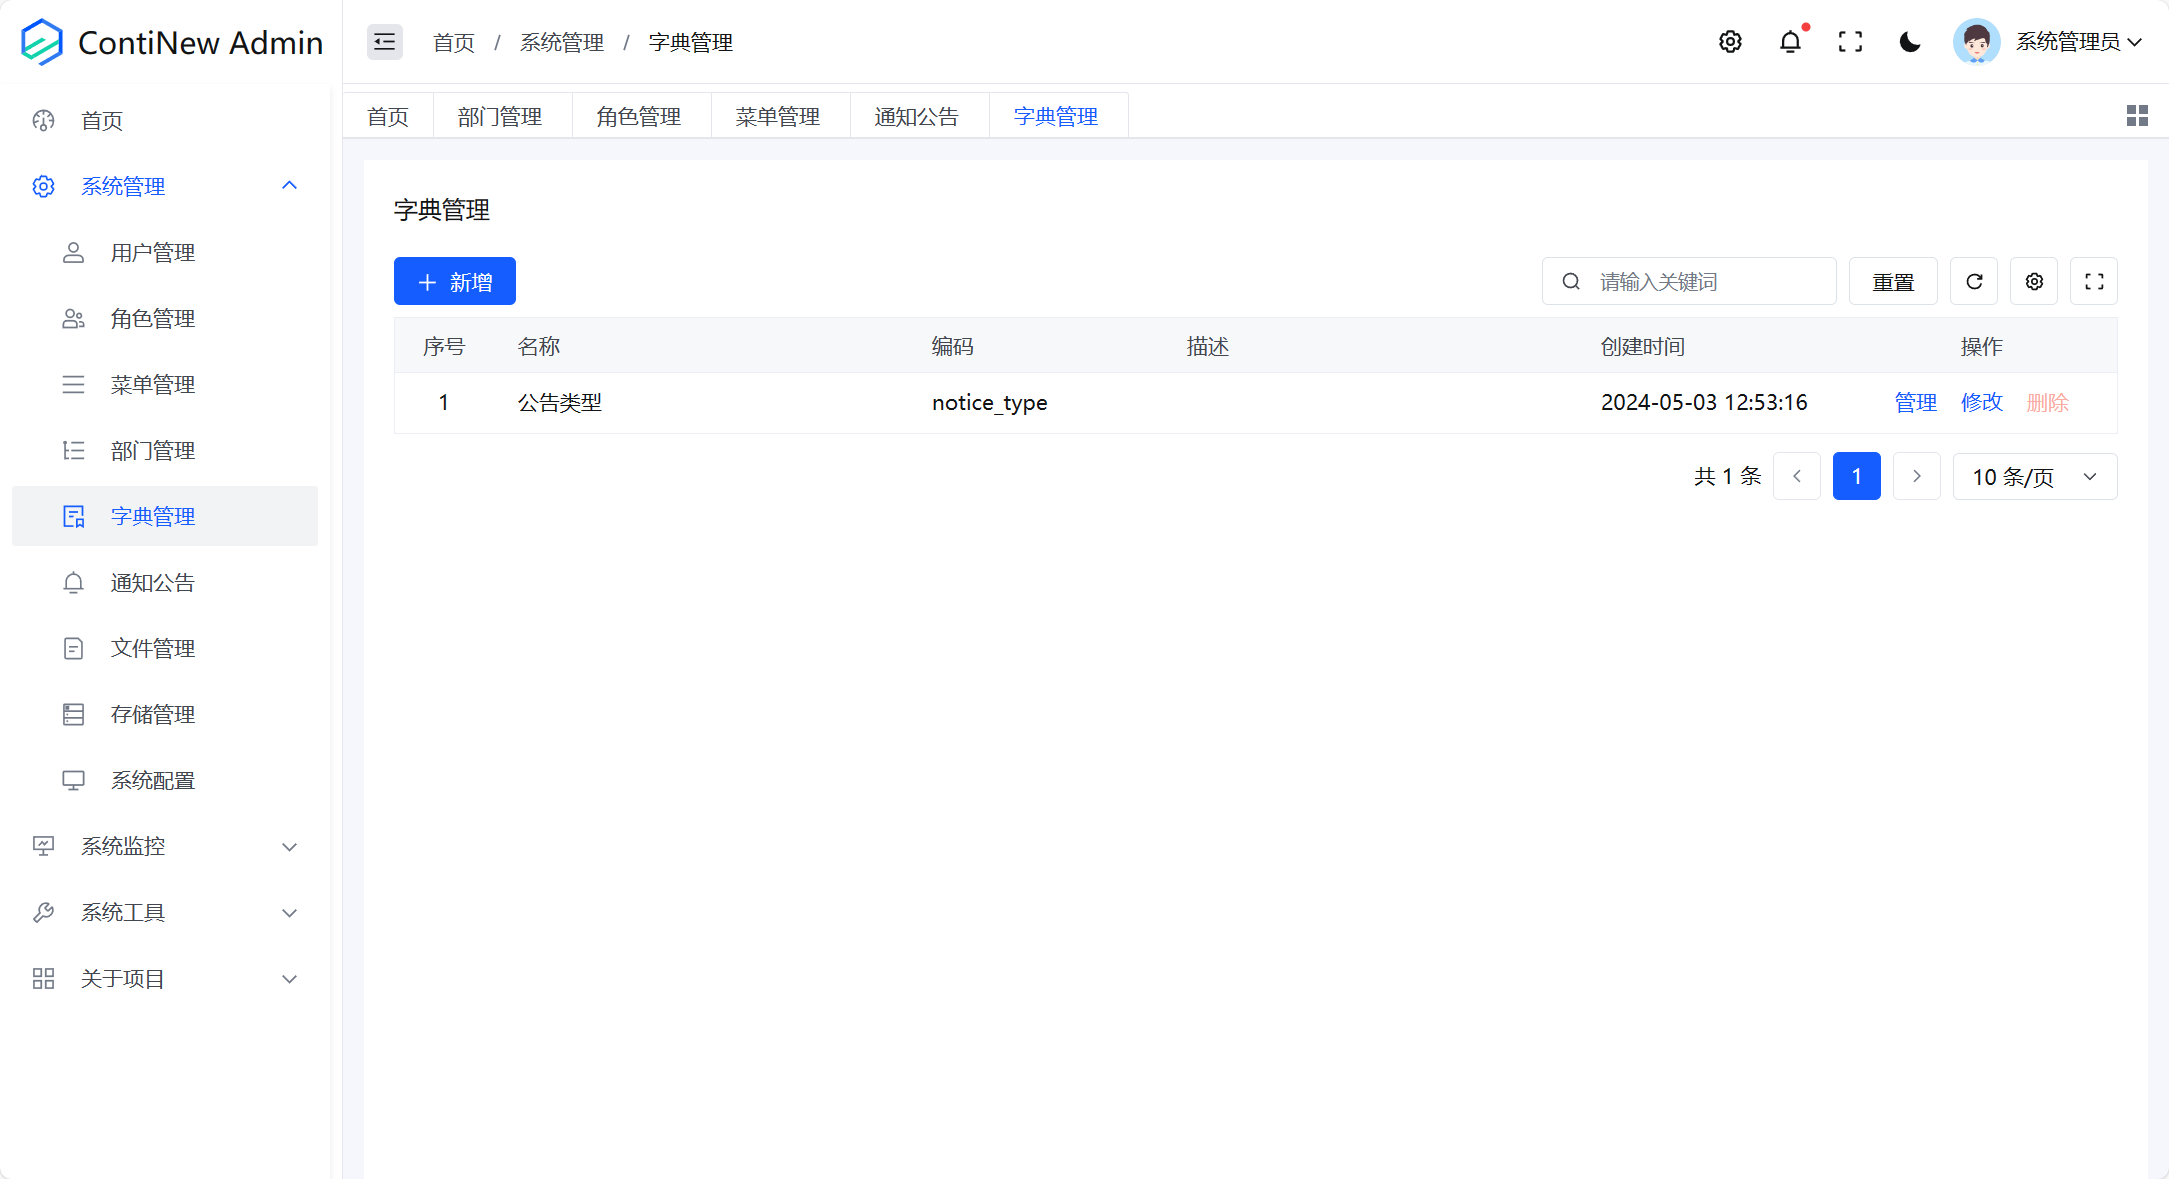 ContiNew Admin
首页 / 系统管理 / 字典管理
系统管理员
首页
系统管理
用户管理
角色管理
菜单管理
部门管理
字典管理
通知公告
文件管理
存储管理
系统配置
系统监控
系统工具
关于项目
首页 部门管理 角色管理 菜单管理 通知公告 字典管理
字典管理
新增
请输入关键词 重置
序号 名称 编码 描述 创建时间 操作
1 公告类型 notice_type 2024-05-03 12:53:16 管理 修改 删除
共 1 条 1 10 条/页